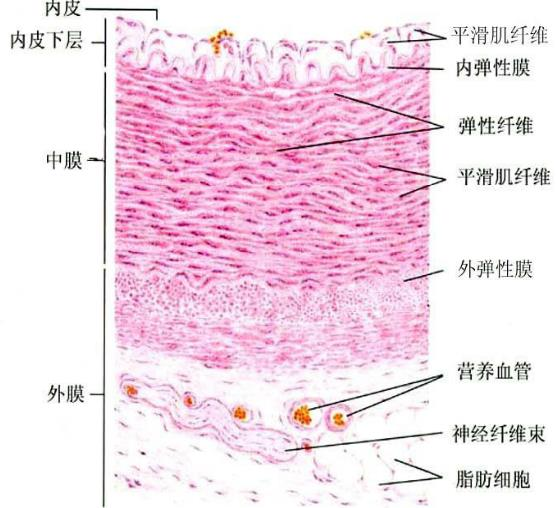 内皮
内皮下层
中膜
外膜
平滑肌纤维
内弹性膜
弹性纤维
平滑肌纤维
外弹性膜
营养血管
神经纤维束
脂肪细胞